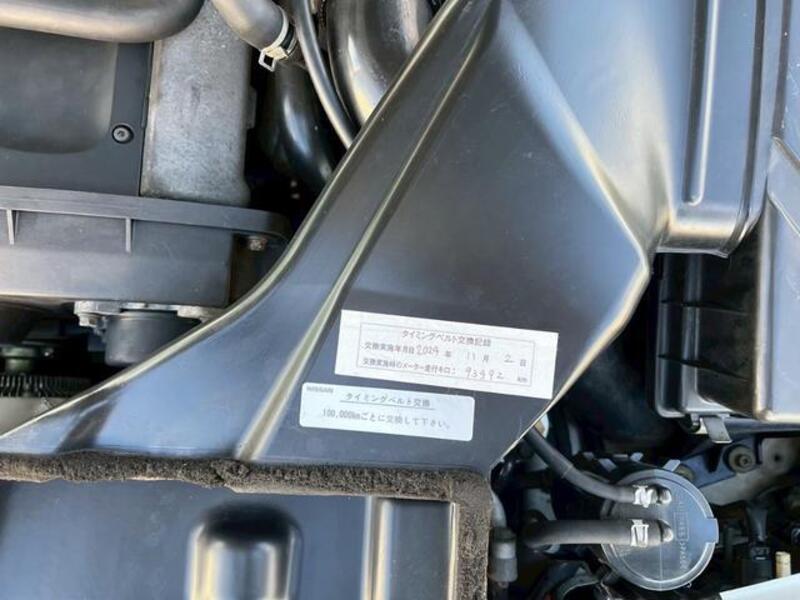 タイミングベルト交換記録
交換実施年月日 2024 年 11 月 2 日
交換実施時のメーター走行キロ: 93492 km
NISSAN
タイミングベルト交換
100,000kmごとに交換して下さい。